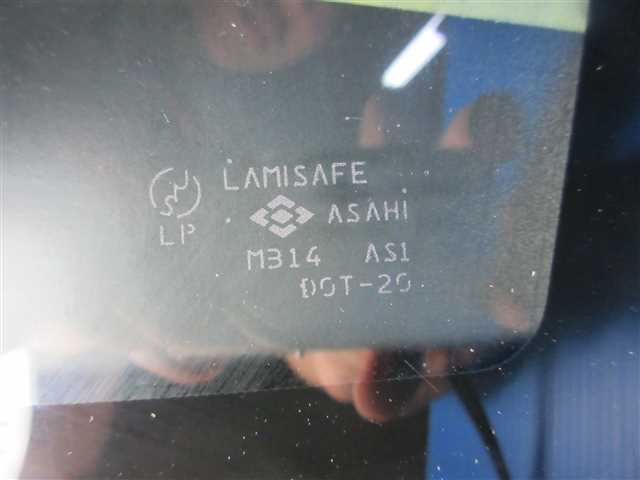 LAMISAFE
LP
ASAHI
M314 AS1
DOT-20